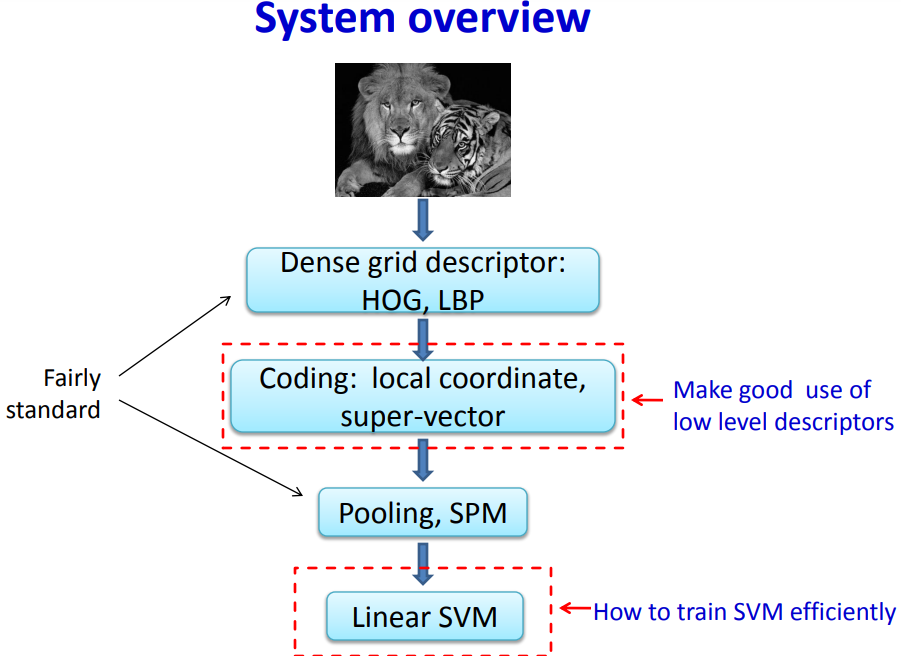 System overview
Dense grid descriptor:
HOG, LBP
Fairly
standard
Coding:  local coordinate,
super-vector
Make good  use of
low level descriptors
Pooling, SPM
Linear SVM
How to train SVM efficiently